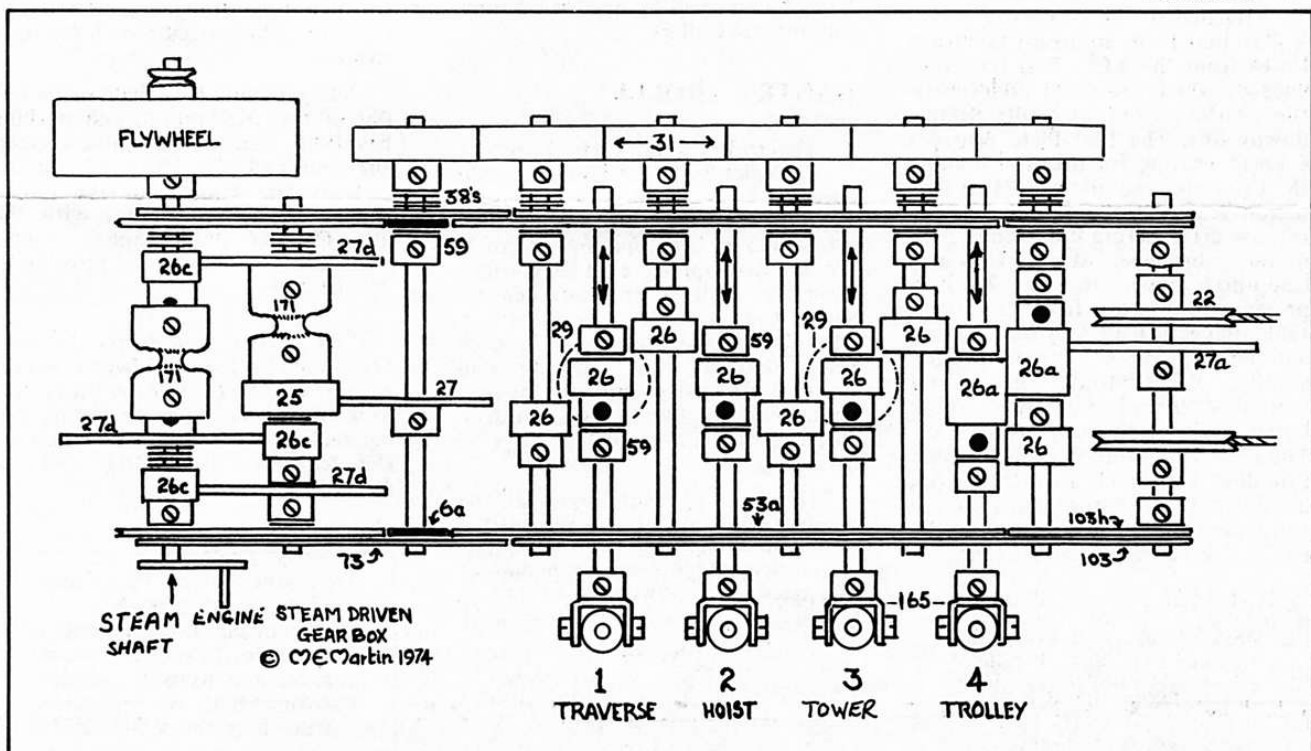 FLYWHEEL
31
38's
27d
26c
59
171
22
29
26
59
29
26
27a
171
26
26
26
26a
26a
25
27
26
26
26
27d
26c
59
26c
27d
6a
53a
103h
73
103
STEAM ENGINE
SHAFT
STEAM DRIVEN
GEAR BOX
© MEMartin 1974
165
1
2
3
4
TRAVERSE
HOIST
TOWER
TROLLEY